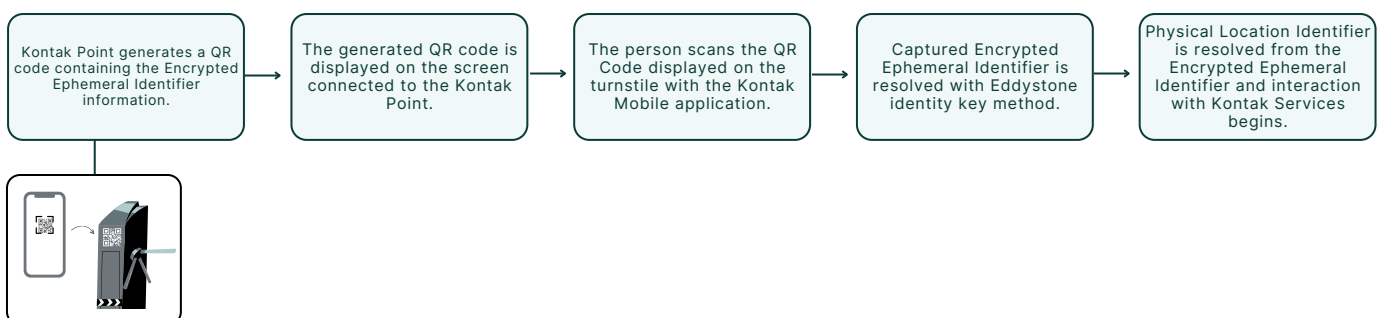 Kontak Point generates a QR
code containing the Encrypted
Ephemeral Identifier
information.
The generated QR code is
displayed on the screen
connected to the Kontak
Point.
The person scans the QR
Code displayed on the
turnstile with the Kontak
Mobile application.
Captured Encrypted
Ephemeral Identifier is
resolved with Eddystone
identity key method.
Physical Location Identifier
is resolved from the
Encrypted Ephemeral
Identifier and interaction
with Kontak Services
begins.